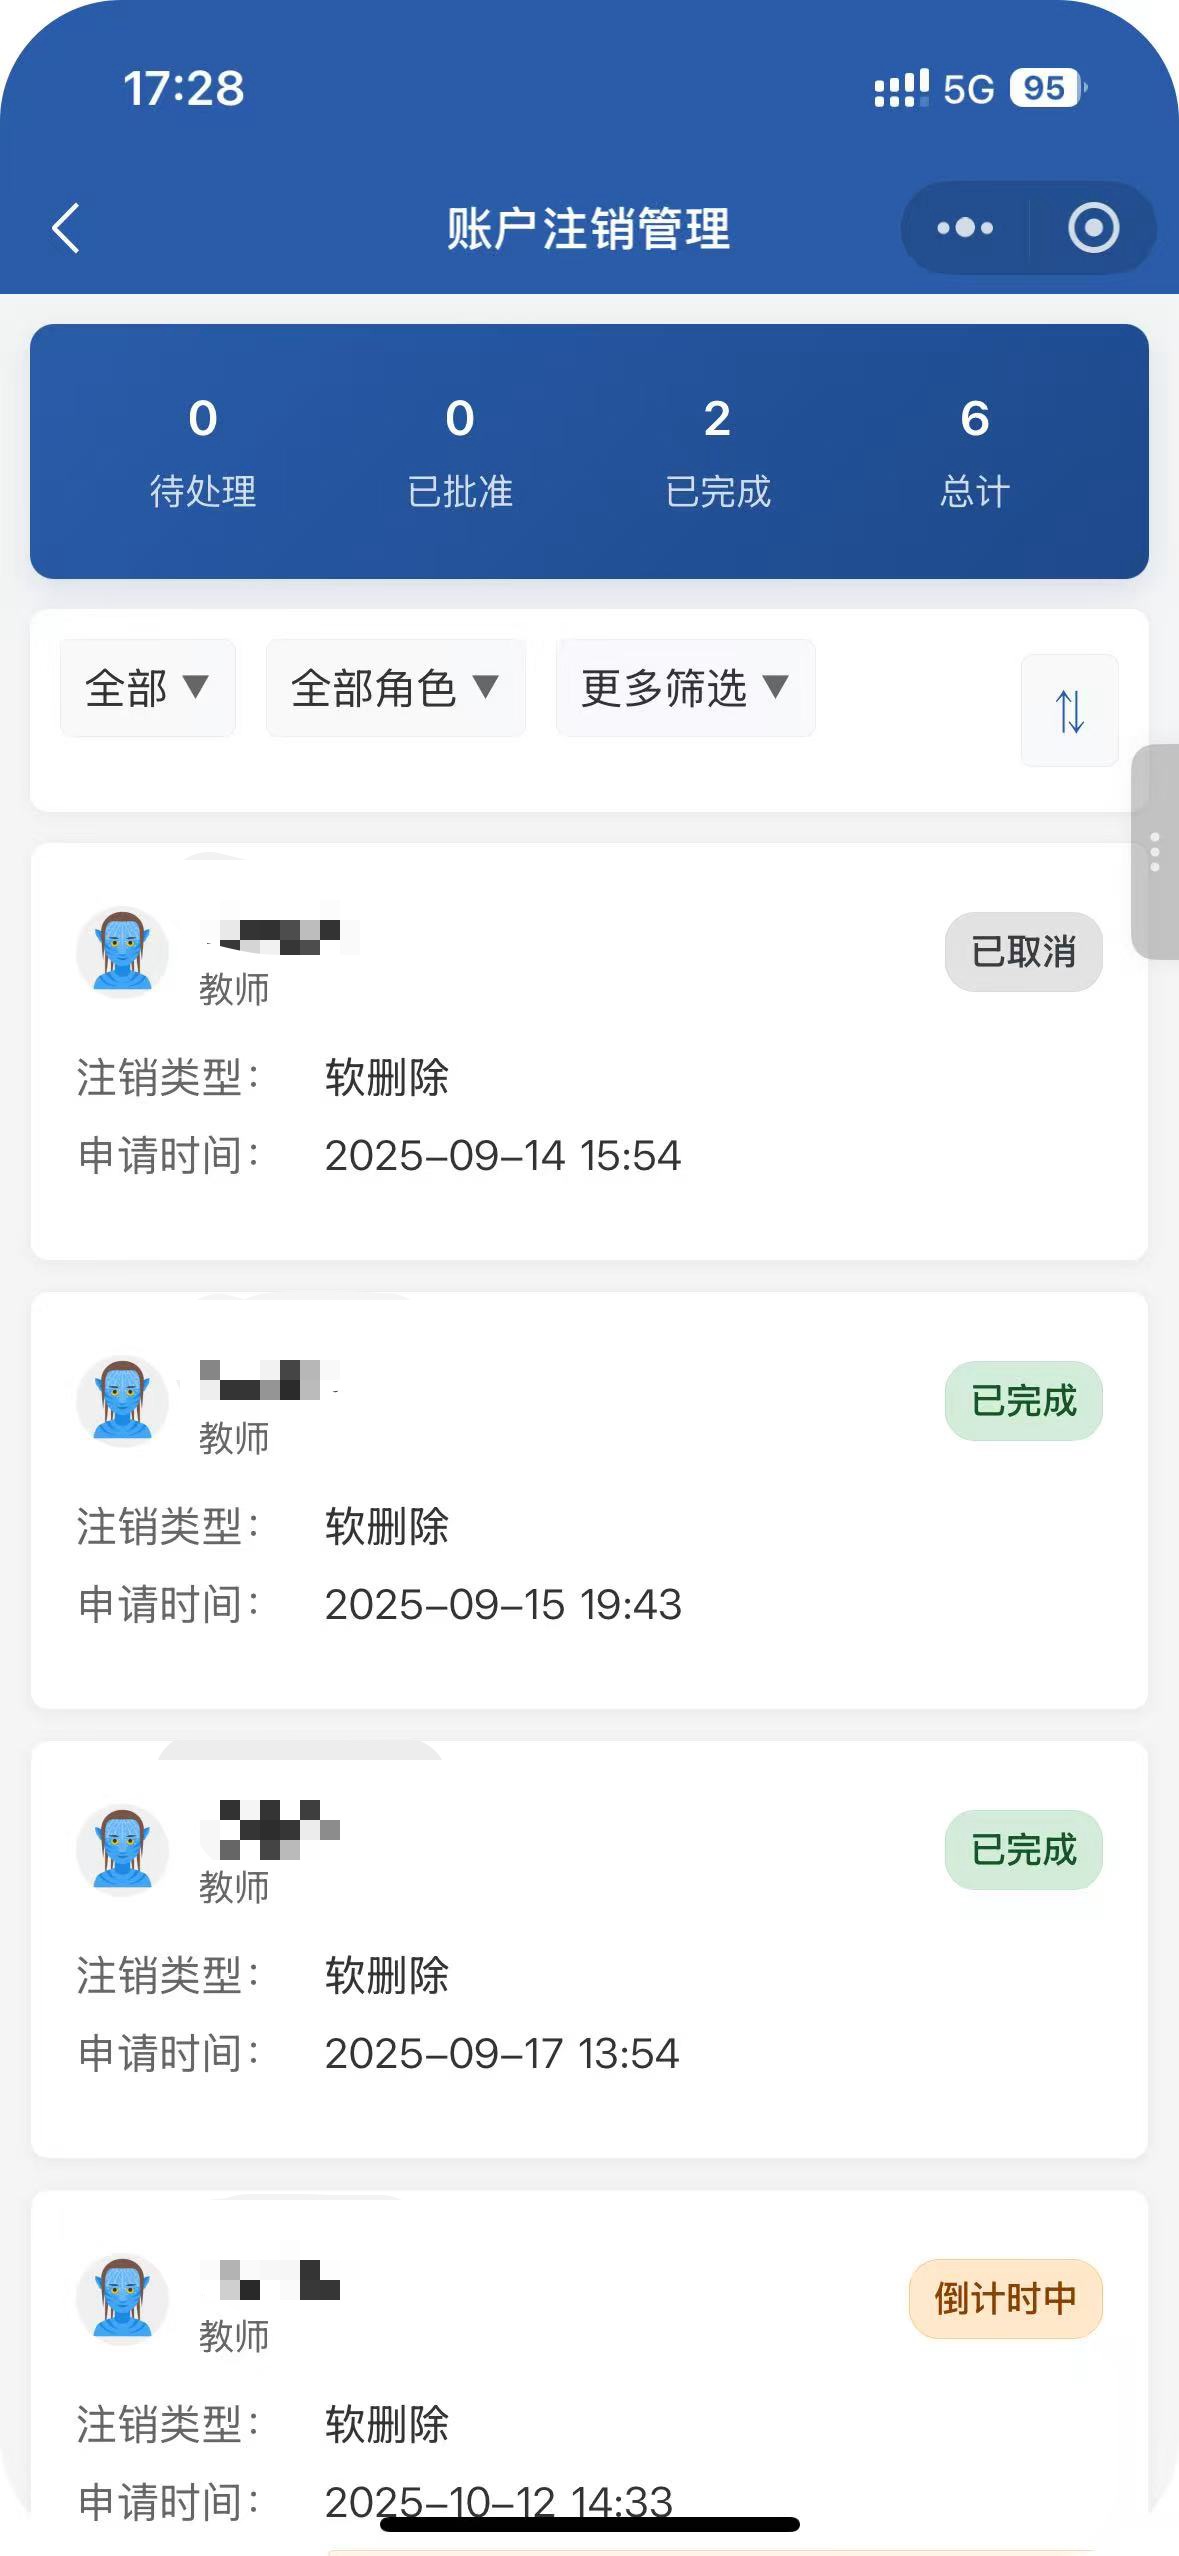 17:28
5G 95
账户注销管理
0 0 2 6
待处理 已批准 已完成 总计
全部 ▼ 全部角色 ▼ 更多筛选 ▼
教师
已取消
注销类型： 软删除
申请时间： 2025-09-14 15:54
教师
已完成
注销类型： 软删除
申请时间： 2025-09-15 19:43
教师
已完成
注销类型： 软删除
申请时间： 2025-09-17 13:54
教师
倒计时中
注销类型： 软删除
申请时间： 2025-10-12 14:33